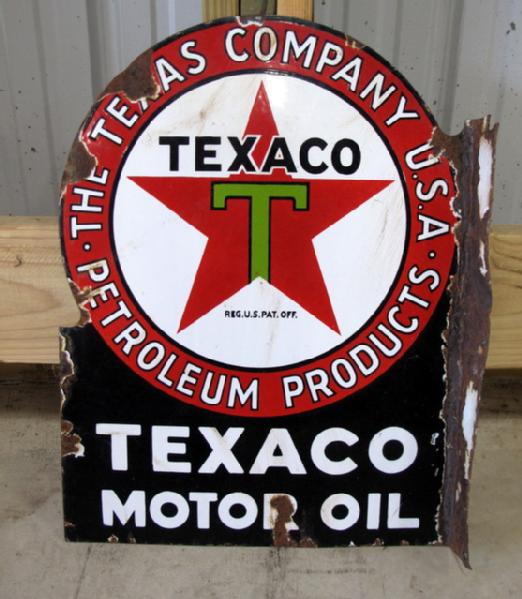 THE TEXAS COMPANY U.S.A.
TEXACO
T
REG. U.S. PAT. OFF.
· PETROLEUM PRODUCTS ·
TEXACO
MOTOR OIL